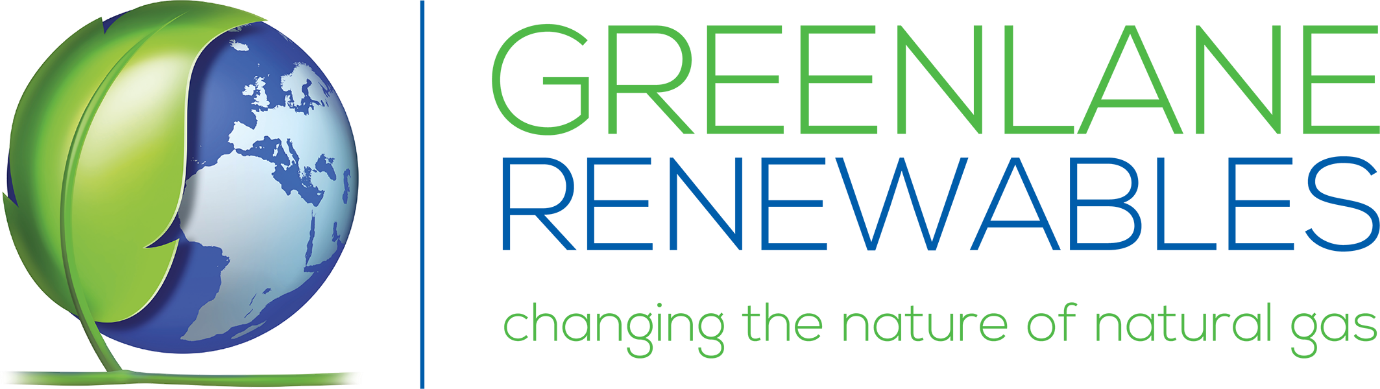 GREENLANE
RENEWABLES
changing the nature of natural gas